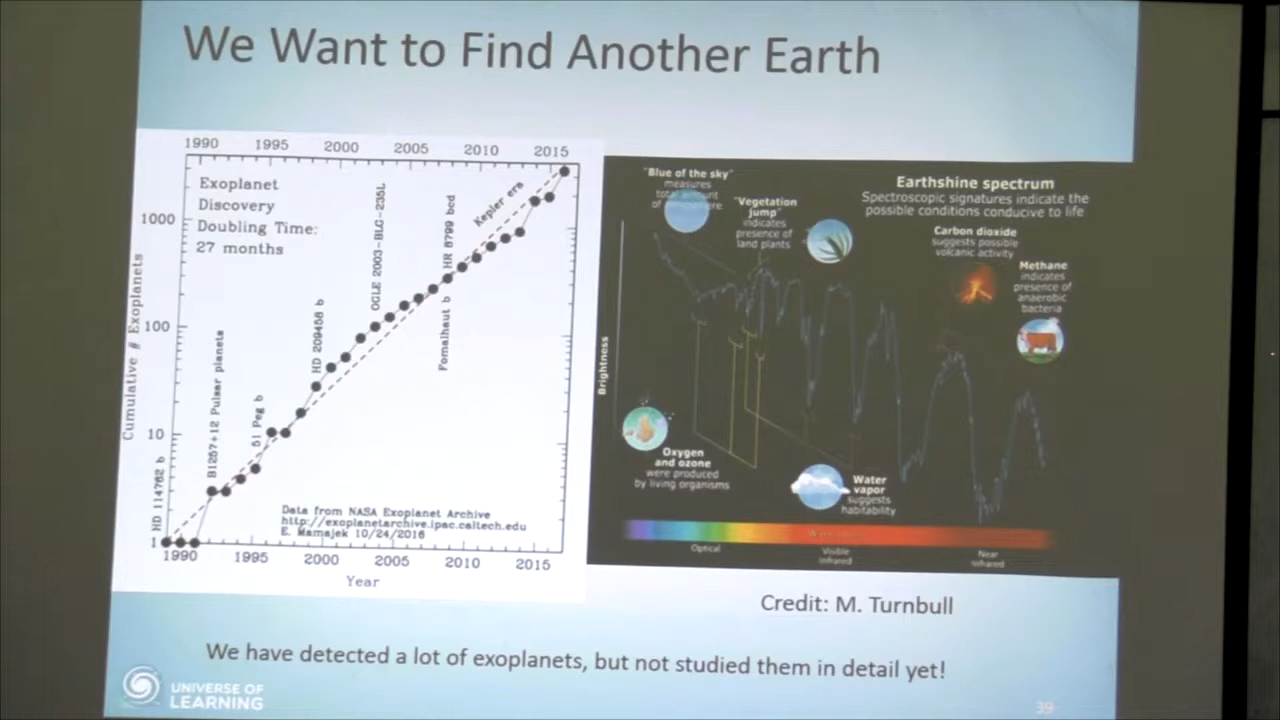 We Want to Find Another Earth
1990 1995 2000 2005 2010 2015
Exoplanet
Discovery
Doubling Time:
27 months
Cumulative # Exoplanets
1000
100
10
1
HD 114762 b
B1257+12 Pulsar planets
51 Peg b
HD 209458 b
OGLE 2003-BLG-235L
Fomalhaut b HR 8799 bcd
Kepler era
Data from NASA Exoplanet Archive
http://exoplanetarchive.ipac.caltech.edu
E. Mamajek 10/24/2016
1990 1995 2000 2005 2010 2015
Year
"Blue of the sky"
measures
total amount
of
"Vegetation
jump"
indicates
presence of
land plants
Earthshine spectrum
Spectroscopic signatures indicate the
possible conditions conducive to life
Carbon dioxide
suggests possible
volcanic activity
Methane
indicates
presence of
anaerobic
bacteria
Brightness
Oxygen
and ozone
were produced
by living organisms
Water
vapor
suggests
habitability
Optical
Visible
Infrared
Near
Infrared
Credit: M. Turnbull
We have detected a lot of exoplanets, but not studied them in detail yet!
UNIVERSE OF
LEARNING
39